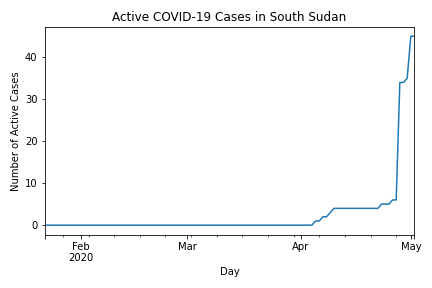 Active COVID-19 Cases in South Sudan
Number of Active Cases
40
30
20
10
0
Feb
2020
Mar
Apr
May
Day